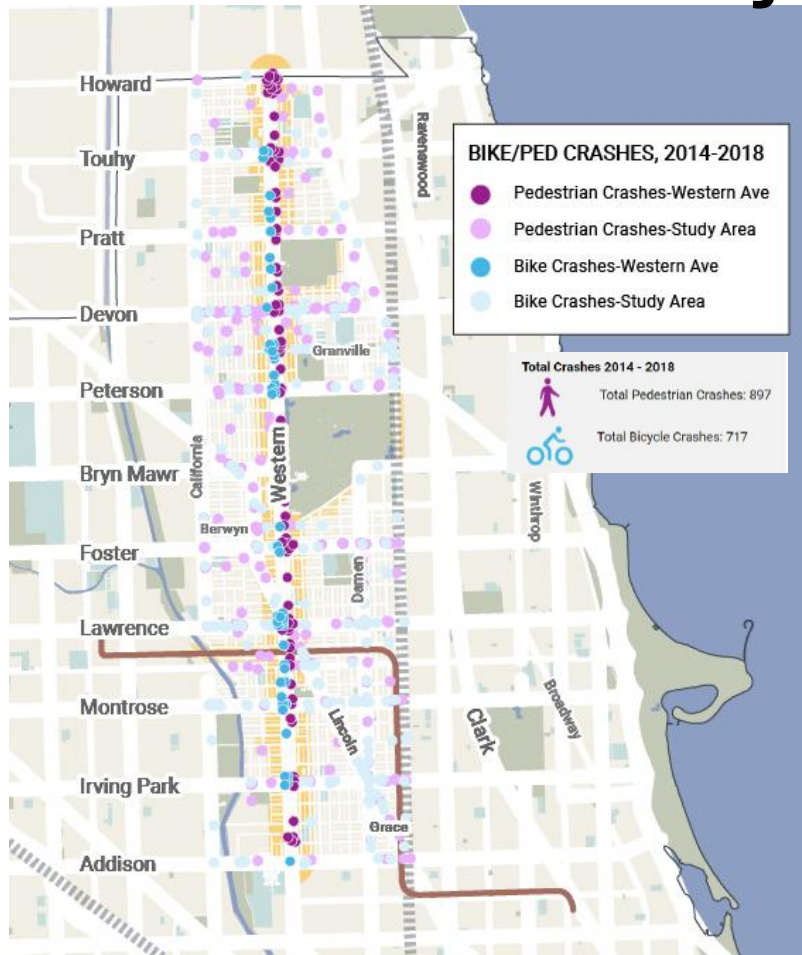 Howard
Touhy
Pratt
Devon
Granville
Peterson
California
Western
Bryn Mawr
Berwyn
Foster
Damen
Lawrence
Montrose
Lincoln
Irving Park
Grace
Addison
Ravenswood
Winthrop
Clark
Broadway
BIKE/PED CRASHES, 2014-2018
Pedestrian Crashes-Western Ave
Pedestrian Crashes-Study Area
Bike Crashes-Western Ave
Bike Crashes-Study Area
Total Crashes 2014 - 2018
Total Pedestrian Crashes: 897
Total Bicycle Crashes: 717